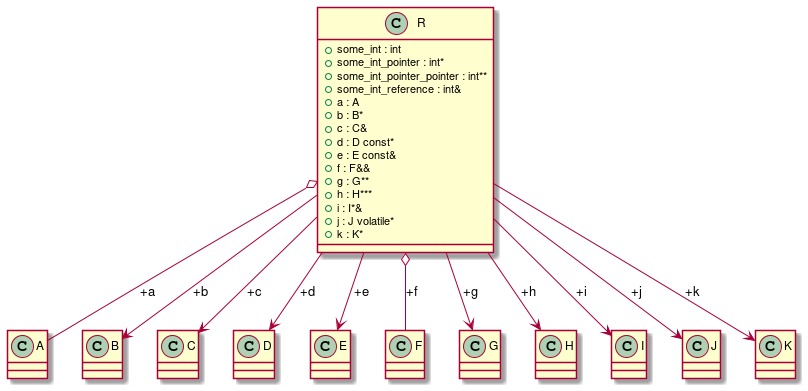 C R
some_int : int
some_int_pointer : int*
some_int_pointer_pointer : int**
some_int_reference : int&
a : A
b : B*
c : C&
d : D const*
e : E const&
f : F&&
g : G**
h : H***
i : I*&
j : J volatile*
k : K*
+a +b +c +d +e +f +g +h +i +j +k
C A C B C C C D C E C F C G C H C I C J C K